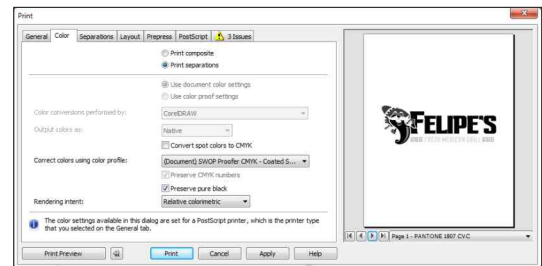 Print
General Color Separations Layout Prepress PostScript 3 Issues
Print composite
Print separations
Use document color settings
Use color proof settings
Color conversions performed by: CorelDRAW
Output colors as: Native
Convert spot colors to CMYK
Correct colors using color profile: (Document) SWOP Proofer CMYK - Coated S...
Preserve CMYK numbers
Preserve pure black
Rendering intent: Relative colorimetric
The color settings available in this dialog are set for a PostScript printer, which is the printer type
that you selected on the General tab.
Print Preview Print Cancel Apply Help
FELIPE'S
FRESH MEXICAN GRILL
Page 1 - PANTONE 1807 CVC